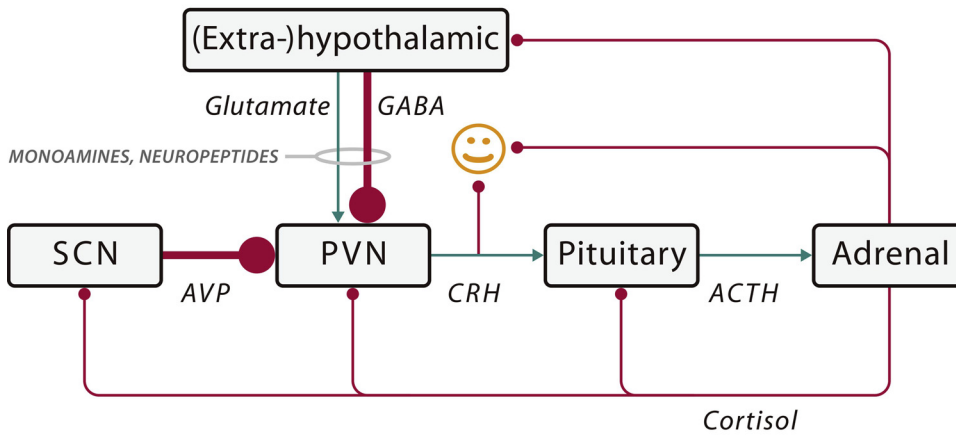 (Extra-)hypothalamic
Glutamate
GABA
MONOAMINES, NEUROPEPTIDES
SCN
PVN
Pituitary
Adrenal
AVP
CRH
ACTH
Cortisol